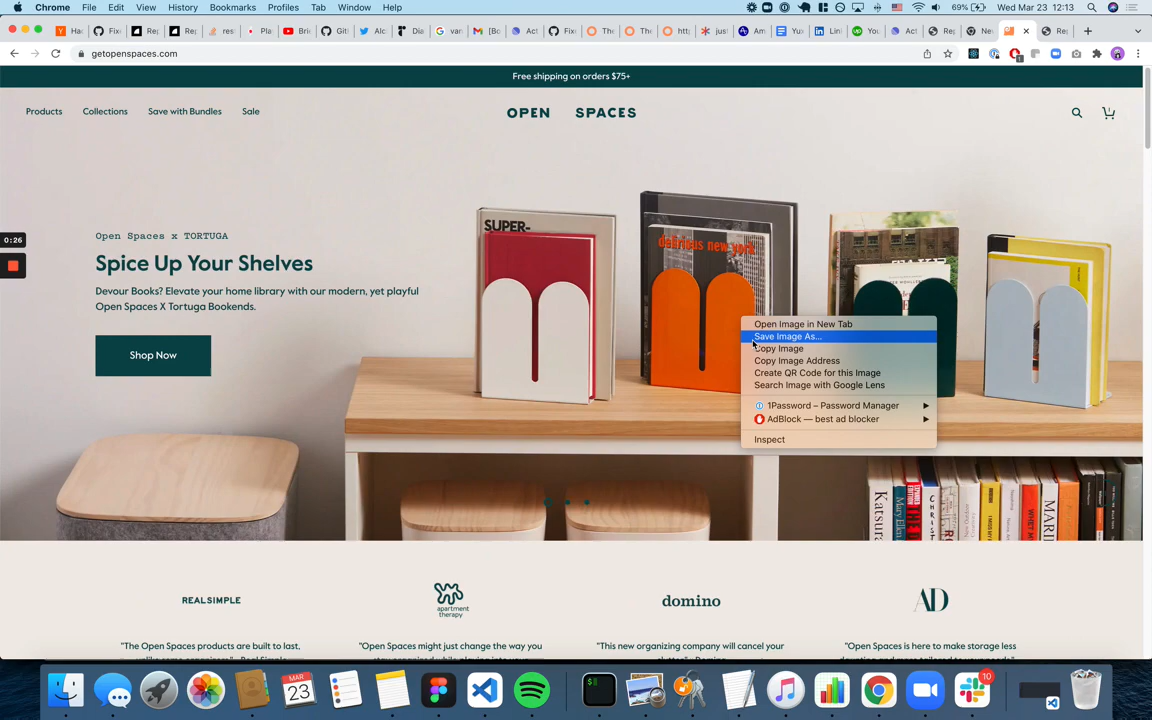 Chrome File Edit View History Bookmarks Profiles Tab Window Help
69% Wed Mar 23 12:13
getopenspaces.com
Free shipping on orders $75+
Products Collections Save with Bundles Sale
OPEN SPACES
0:26
Open Spaces x TORTUGA
Spice Up Your Shelves
Devour Books? Elevate your home library with our modern, yet playful
Open Spaces X Tortuga Bookends.
Shop Now
SUPER-
Open Image in New Tab
Save Image As...
Copy Image
Copy Image Address
Create QR Code for this Image
Search Image with Google Lens
1Password – Password Manager
AdBlock — best ad blocker
Inspect
REALSIMPLE
apartment
therapy
domino
AD
"The Open Spaces products are built to last,
"Open Spaces might just change the way you
"This new organizing company will cancel your
"Open Spaces is here to make storage less
MAR
23
10